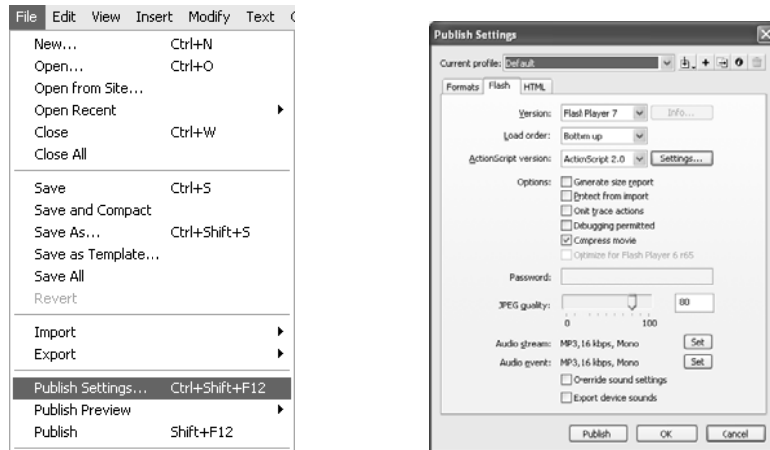 File Edit View Insert Modify Text
New... Ctrl+N
Open... Ctrl+O
Open from Site...
Open Recent
Close Ctrl+W
Close All
Save Ctrl+S
Save and Compact
Save As... Ctrl+Shift+S
Save as Template...
Save All
Revert
Import
Export
Publish Settings... Ctrl+Shift+F12
Publish Preview
Publish Shift+F12
Publish Settings
Current profile: Default
Formats Flash HTML
Version: Flash Player 7 Info...
Load order: Bottom up
ActionScript version: ActionScript 2.0 Settings...
Options: Generate size report
Protect from import
Omit trace actions
Debugging permitted
Compress movie
Optimize for Flash Player 6 r65
Password:
JPEG quality: 80
0 100
Audio stream: MP3, 16 kbps, Mono Set
Audio event: MP3, 16 kbps, Mono Set
Override sound settings
Export device sounds
Publish OK Cancel